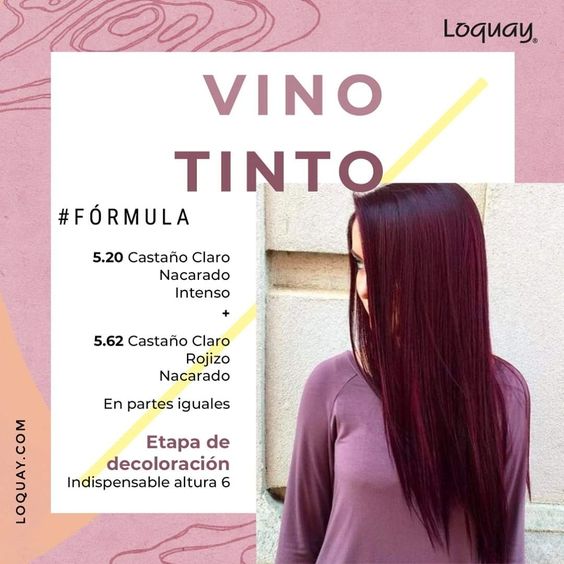 Loquay®
VINO
TINTO
#FÓRMULA
5.20 Castaño Claro
Nacarado
Intenso
+
5.62 Castaño Claro
Rojizo
Nacarado
En partes iguales
Etapa de
decoloración
Indispensable altura 6
LOQUAY.COM